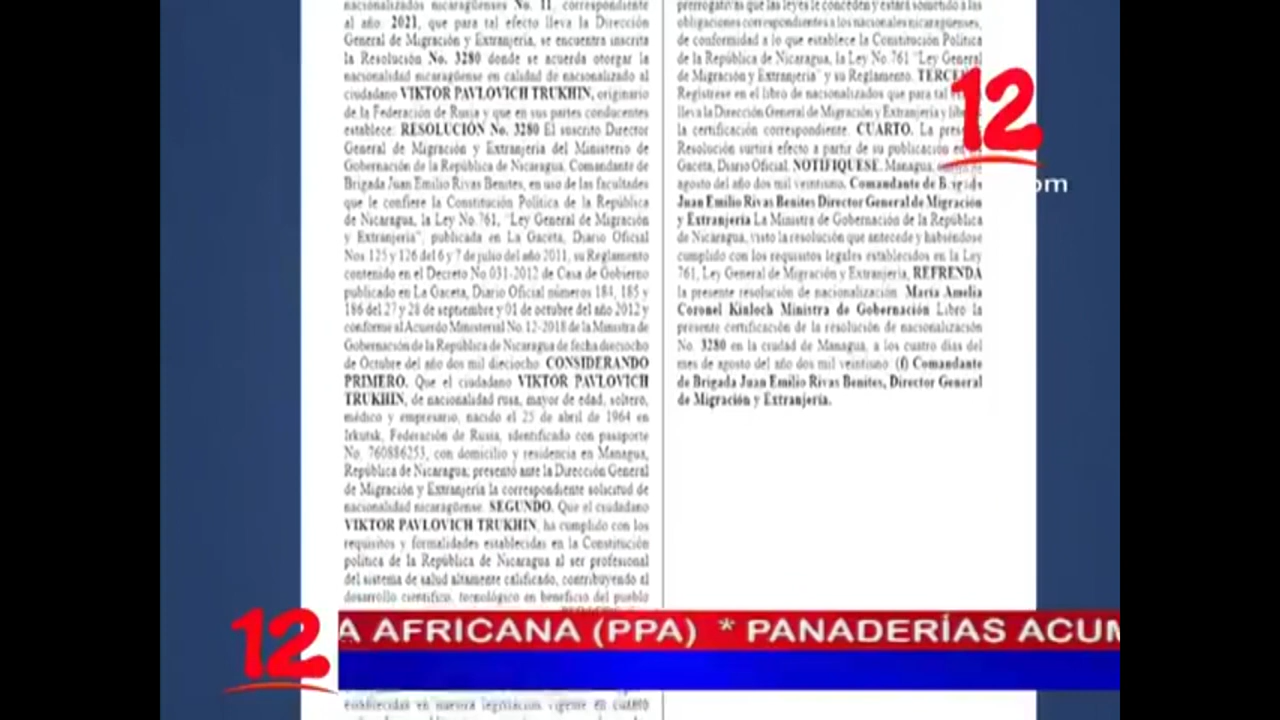 nacionalizados nicaragüenses No. 11, correspondiente
al año 2021, que para tal efecto lleva la Dirección
General de Migración y Extranjería, se encuentra inscrita
la Resolución No. 3280 donde se acuerda otorgar la
nacionalidad nicaragüense en calidad de nacionalizado al
ciudadano VIKTOR PAVLOVICH TRUKHIN, originario
de la Federación de Rusia y que en sus partes conducentes
establece: RESOLUCIÓN No. 3280 El suscrito Director
General de Migración y Extranjería del Ministerio de
Gobernación de la República de Nicaragua, Comandante de
Brigada Juan Emilio Rivas Benites, en uso de las facultades
que le confiere la Constitución Política de la República
de Nicaragua, la Ley No.761, "Ley General de Migración
y Extranjería", publicada en La Gaceta, Diario Oficial
Nos 125 y 126 del 6 y 7 de julio del año 2011, su Reglamento
contenido en el Decreto No. 031-2012 de Casa de Gobierno
publicado en La Gaceta, Diario Oficial números 184, 185 y
186 del 27 y 28 de septiembre y 01 de octubre del año 2012 y
conforme al Acuerdo Ministerial No. 12-2018 de la Ministra de
Gobernación de la República de Nicaragua de fecha dieciocho
de Octubre del año dos mil dieciocho. CONSIDERANDO
PRIMERO. Que el ciudadano VIKTOR PAVLOVICH
TRUKHIN, de nacionalidad rusa, mayor de edad, soltero,
médico y empresario, nacido el 25 de abril de 1964 en
Irkutsk, Federación de Rusia, identificado con pasaporte
No. 760886253, con domicilio y residencia en Managua,
República de Nicaragua; presentó ante la Dirección General
de Migración y Extranjería la correspondiente solicitud de
nacionalidad nicaragüense. SEGUNDO. Que el ciudadano
VIKTOR PAVLOVICH TRUKHIN, ha cumplido con los
requisitos y formalidades establecidas en la Constitución
política de la República de Nicaragua al ser profesional
del sistema de salud altamente calificado, contribuyendo al
desarrollo científico, tecnológico en beneficio del pueblo
establecidas en nuestra legislación vigente en cuanto
prerrogativas que las leyes le conceden y estará sometido a las
obligaciones correspondientes a los nacionales nicaragüenses,
de conformidad a lo que establece la Constitución Política
de la República de Nicaragua, la Ley No.761 "Ley General
de Migración y Extranjería" y su Reglamento.
Regístrese en el libro de nacionalizados que para tal
lleva la Dirección General de Migración y Extranjería y
la certificación correspondiente. CUARTO. La
Resolución surtirá efecto a partir de su publicación en
Gaceta, Diario Oficial. NOTIFIQUESE. Managua,
agosto del año dos mil veintiuno. Comandante de Brigada
Juan Emilio Rivas Benites Director General de Migración
y Extranjería La Ministra de Gobernación de la República
de Nicaragua, visto la resolución que antecede y habiéndose
cumplido con los requisitos legales establecidos en la Ley
761, Ley General de Migración y Extranjería, REFRENDA
la presente resolución de nacionalización. María Amelia
Coronel Kinloch Ministra de Gobernación Libro la
presente certificación de la resolución de nacionalización
No. 3280 en la ciudad de Managua, a los cuatro días del
mes de agosto del año dos mil veintiuno. (f) Comandante
de Brigada Juan Emilio Rivas Benites, Director General
de Migración y Extranjería.
12
om
12
A AFRICANA (PPA) * PANADERÍAS ACUM